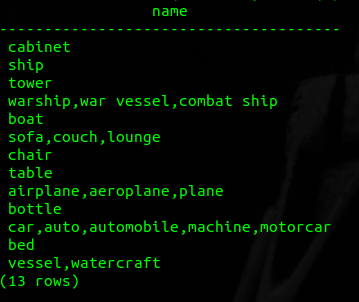 name
---------------------------------------
cabinet
ship
tower
warship,war vessel,combat ship
boat
sofa,couch,lounge
chair
table
airplane,aeroplane,plane
bottle
car,auto,automobile,machine,motorcar
bed
vessel,watercraft
(13 rows)